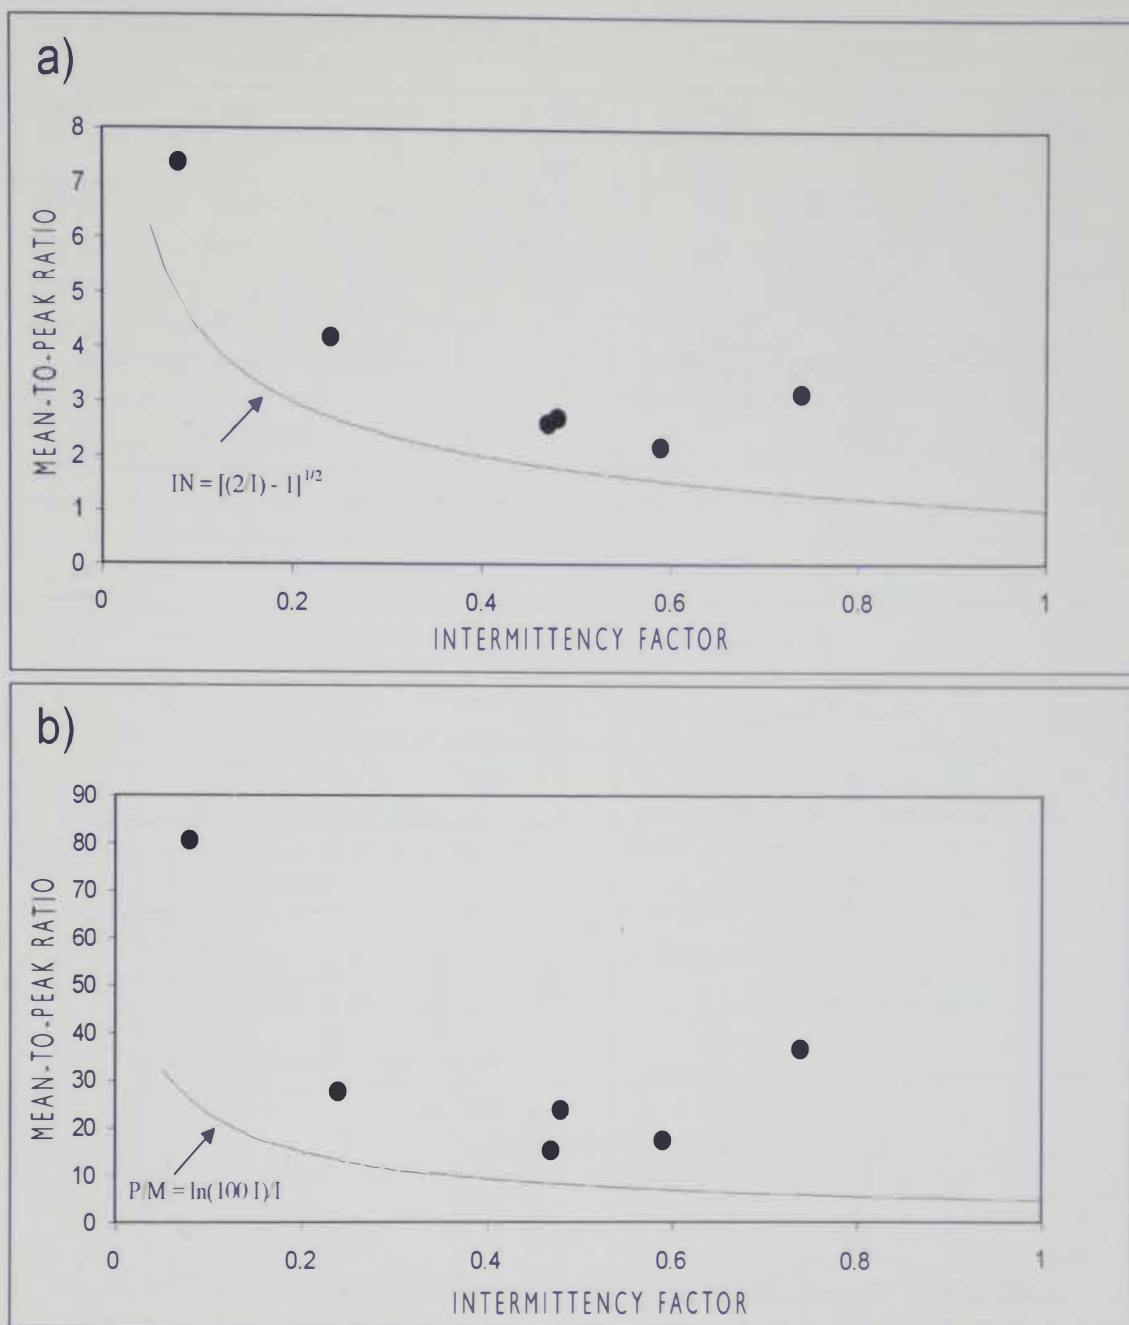 a)
MEAN-TO-PEAK RATIO
8
7
6
5
4
3
2
1
0
IN = [(2/I) - 1]^1/2
0 0.2 0.4 0.6 0.8 1
INTERMITTENCY FACTOR
b)
MEAN-TO-PEAK RATIO
90
80
70
60
50
40
30
20
10
0
P/M = ln(100 I)/I
0 0.2 0.4 0.6 0.8 1
INTERMITTENCY FACTOR